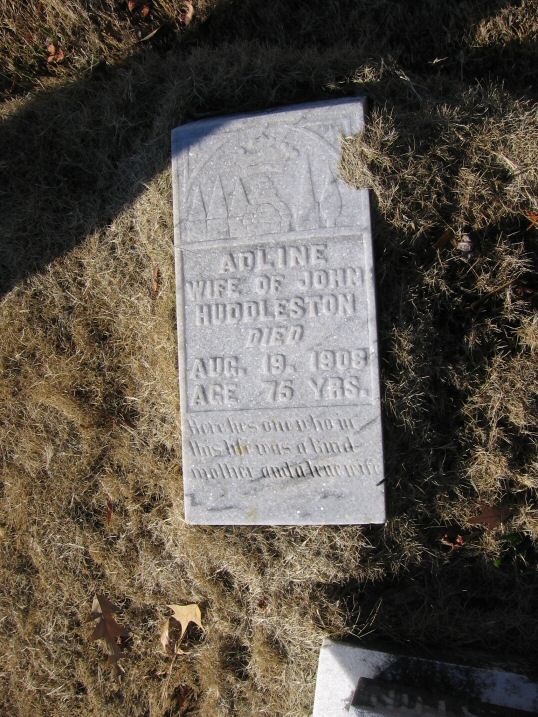 ADLINE
WIFE OF JOHN
HUDDLESTON
DIED
AUG. 19. 1908
AGE 75 YRS.
Here lies one who in
this life was a kind
mother and a true wife